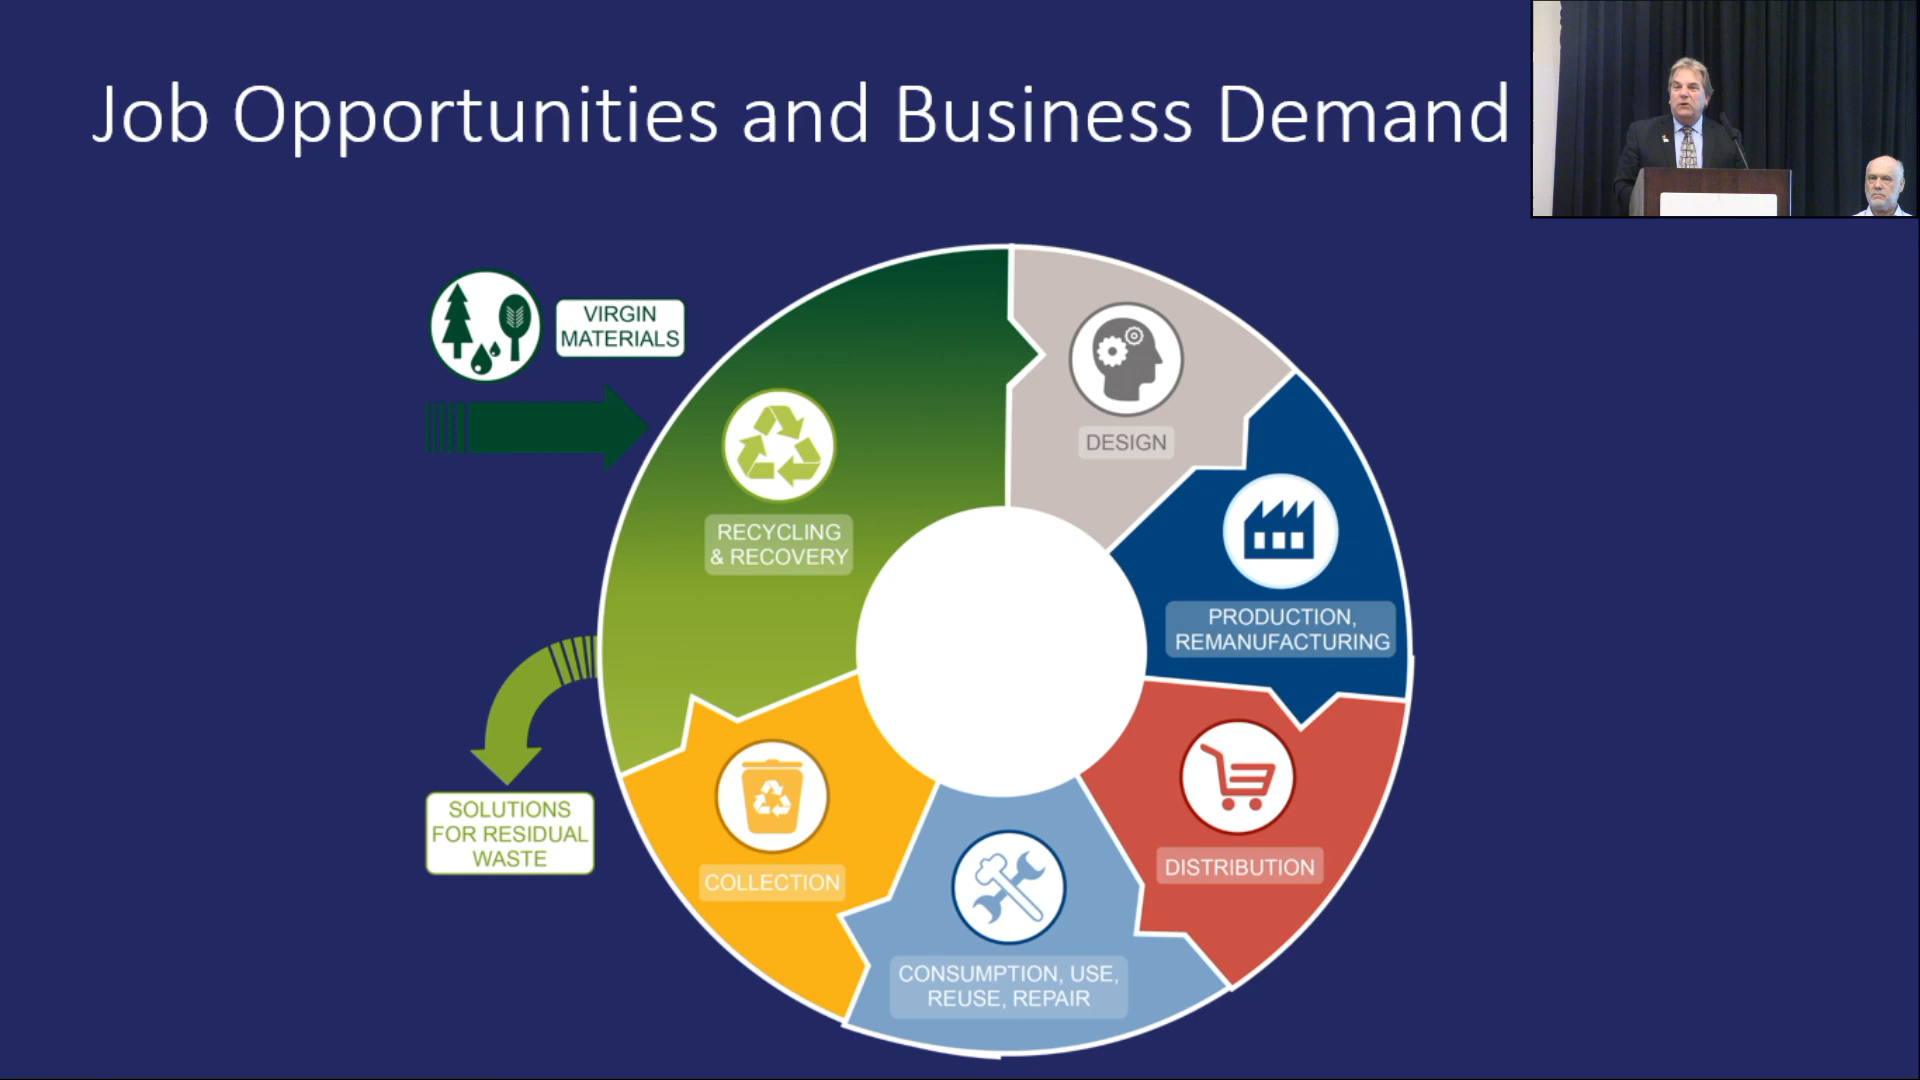 Job Opportunities and Business Demand
VIRGIN
MATERIALS
DESIGN
RECYCLING
& RECOVERY
PRODUCTION,
REMANUFACTURING
SOLUTIONS
FOR RESIDUAL
WASTE
COLLECTION
DISTRIBUTION
CONSUMPTION, USE,
REUSE, REPAIR